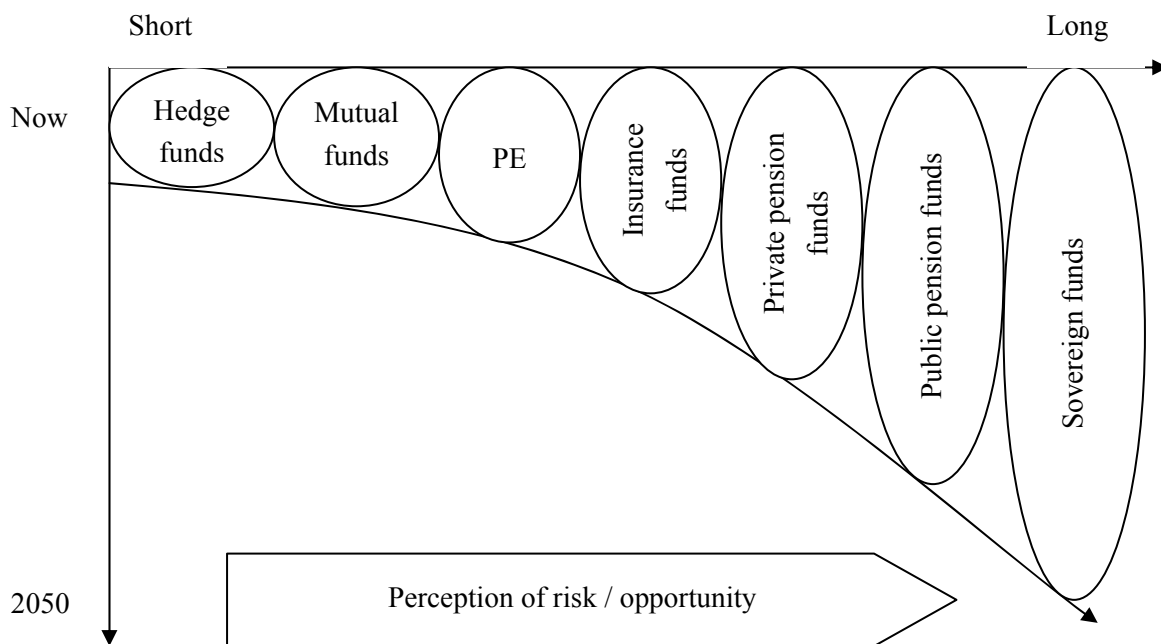 Short
Long
Now
Hedge
funds
Mutual
funds
PE
Insurance
funds
Private pension
funds
Public pension funds
Sovereign funds
2050
Perception of risk / opportunity